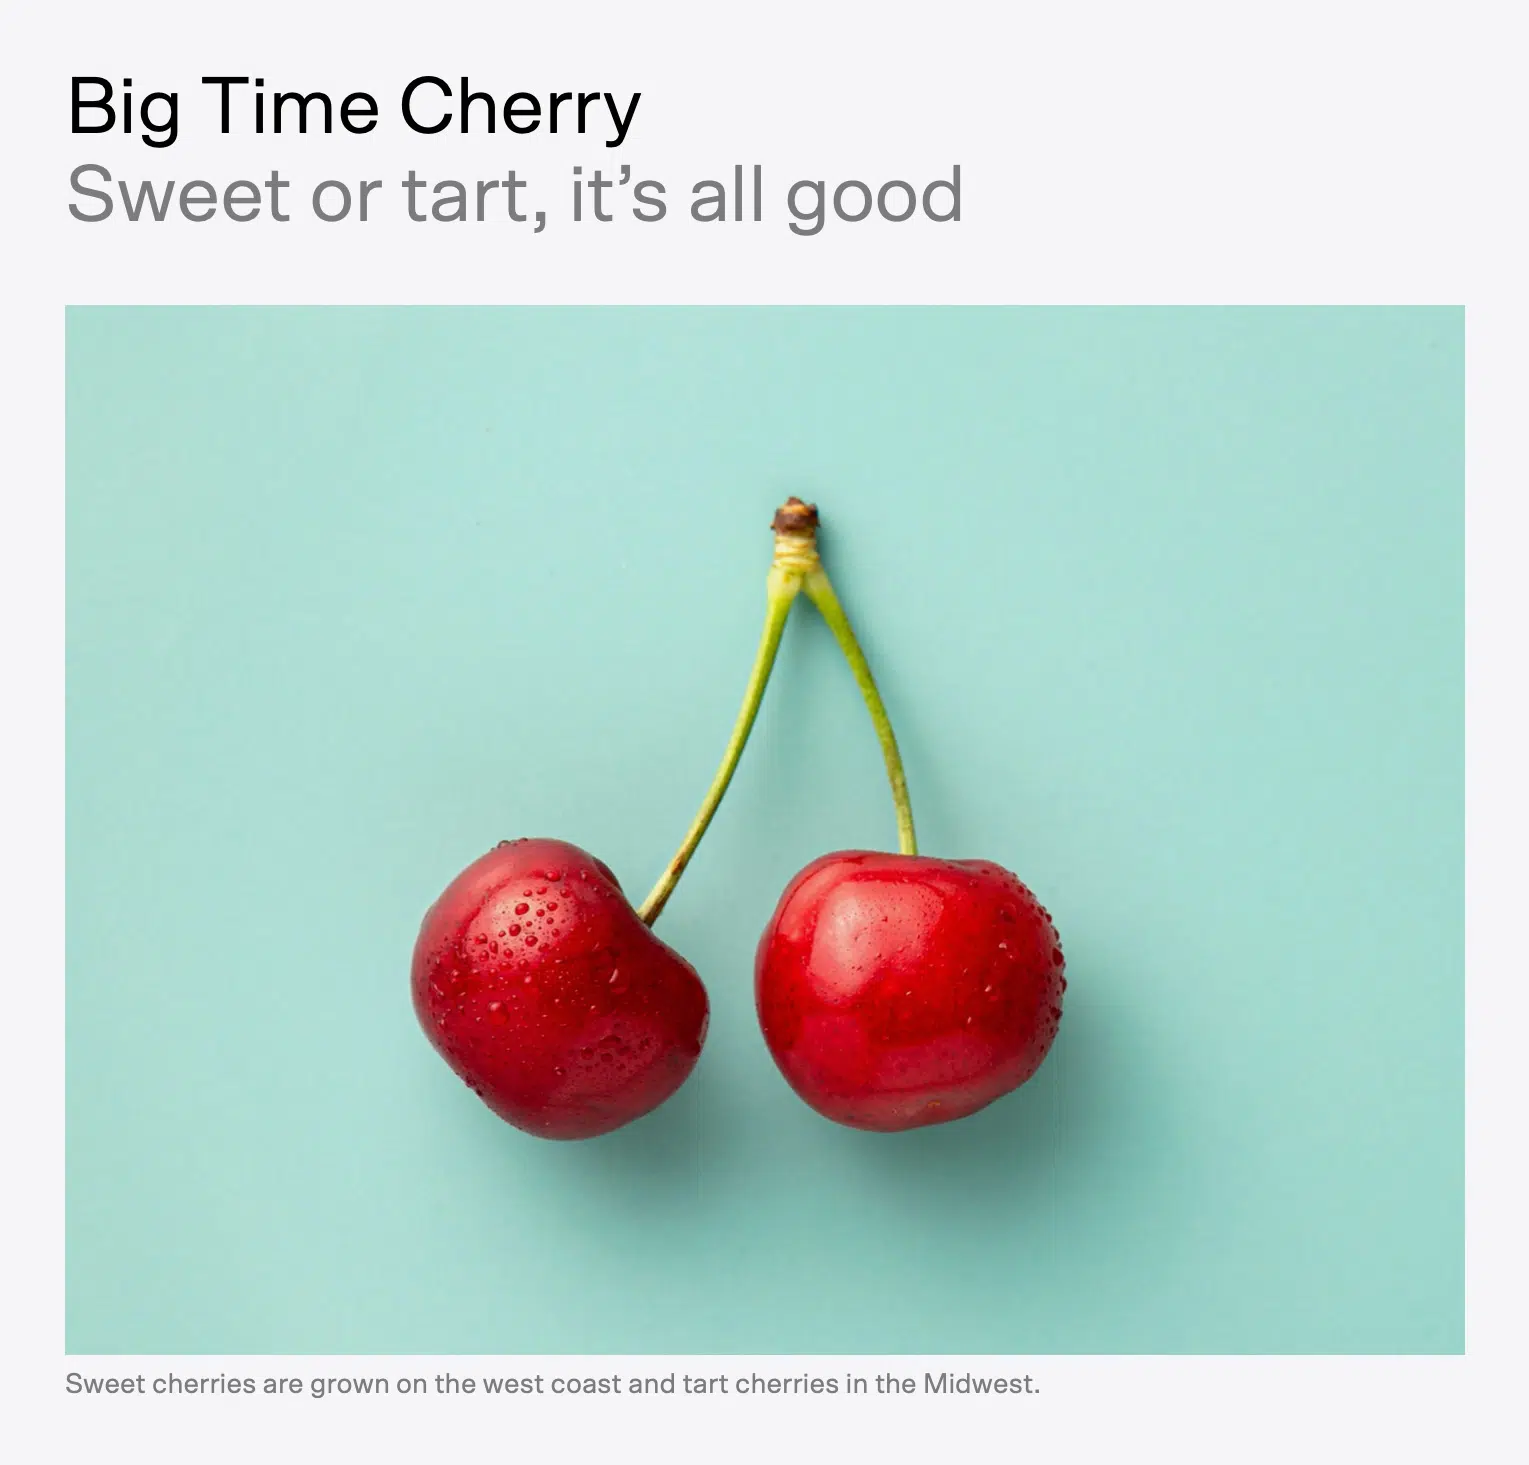 Big Time Cherry
Sweet or tart, it’s all good
Sweet cherries are grown on the west coast and tart cherries in the Midwest.